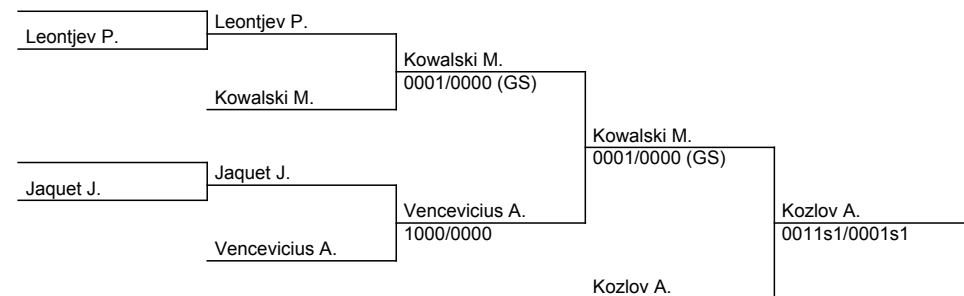 Leontjev P.
Leontjev P.
Kowalski M.
0001/0000 (GS)
Kowalski M.
Kowalski M.
0001/0000 (GS)
Jaquet J.
Jaquet J.
Vencevicius A.
1000/0000
Kozlov A.
0011s1/0001s1
Vencevicius A.
Kozlov A.